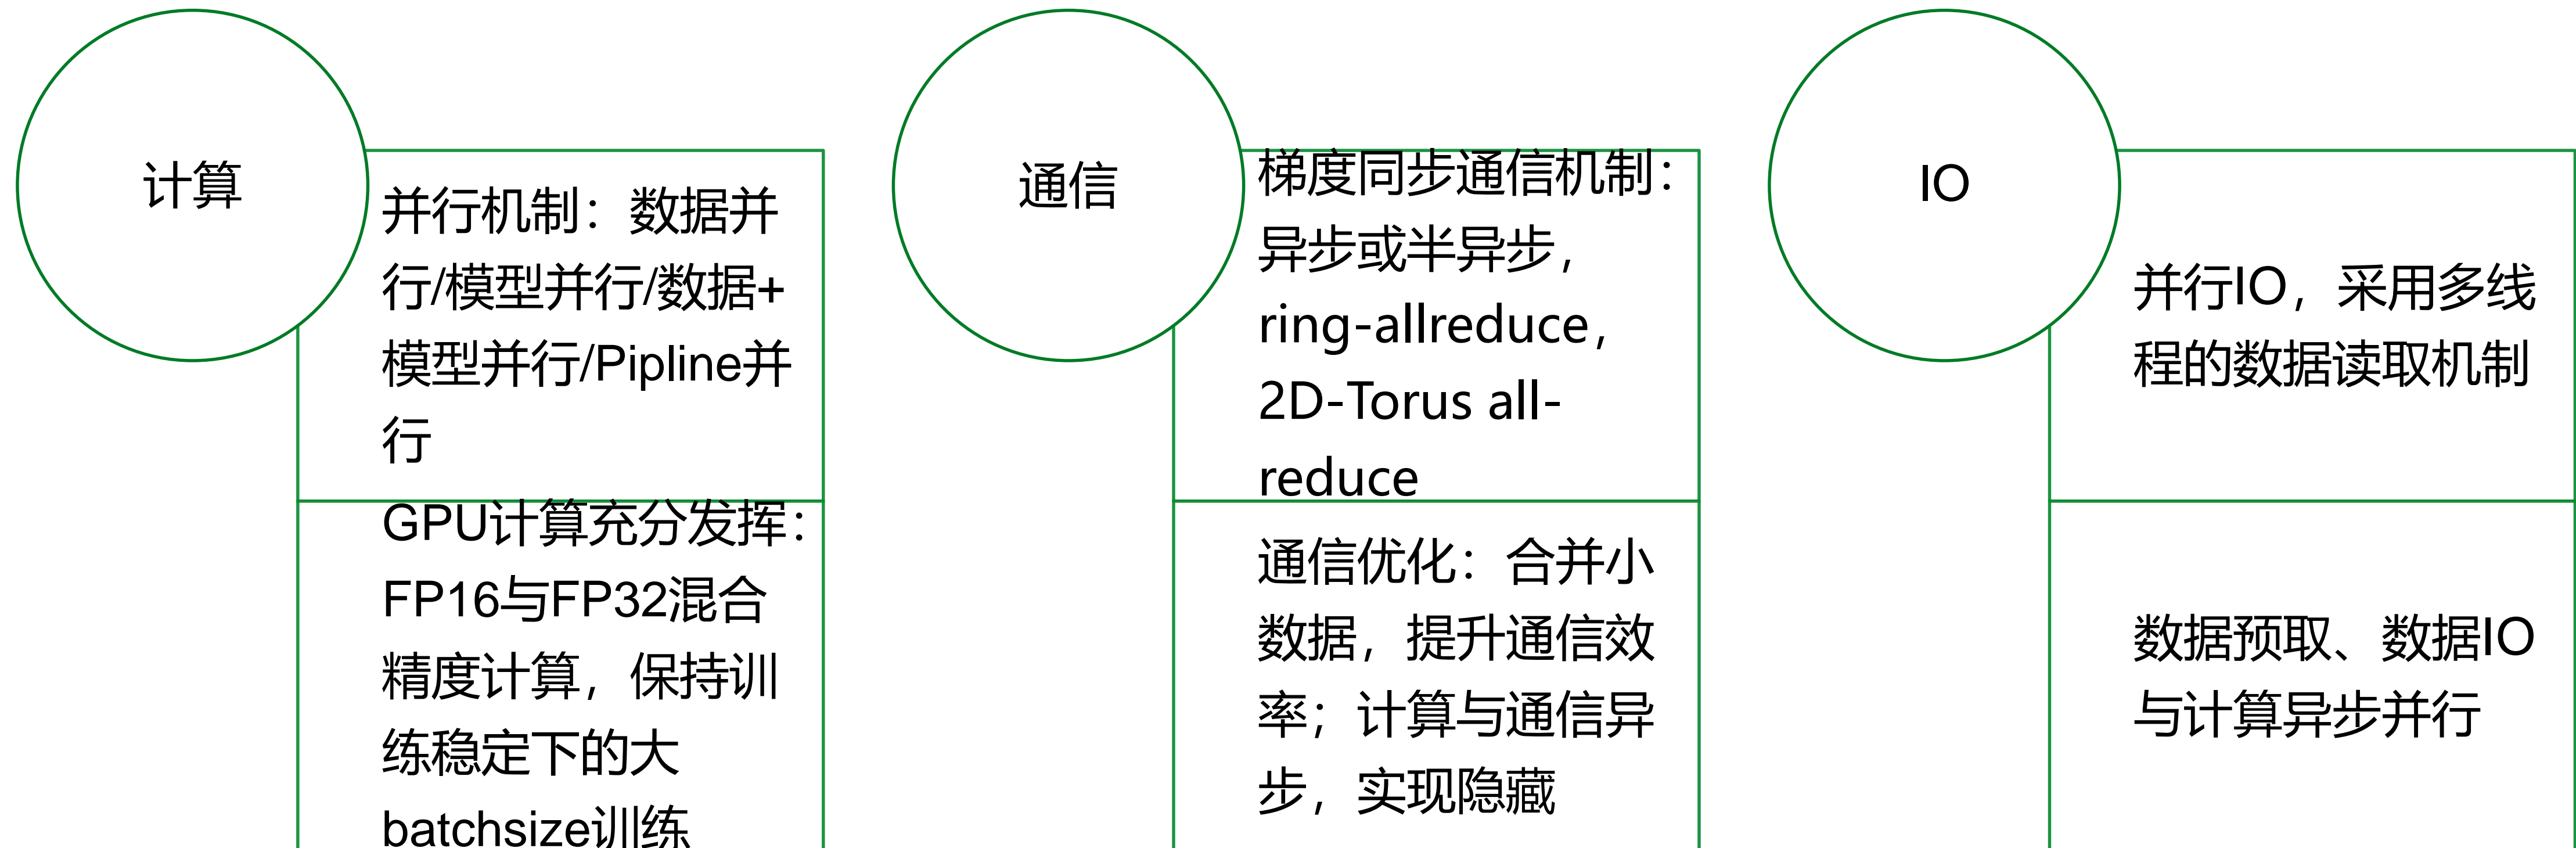 计算
并行机制：数据并
行/模型并行/数据+
模型并行/Pipline并
行
GPU计算充分发挥：
FP16与FP32混合
精度计算，保持训
练稳定下的大
batchsize训练
通信
梯度同步通信机制：
异步或半异步，
ring-allreduce，
2D-Torus all-
reduce
通信优化：合并小
数据，提升通信效
率；计算与通信异
步，实现隐藏
IO
并行IO，采用多线
程的数据读取机制
数据预取、数据IO
与计算异步并行